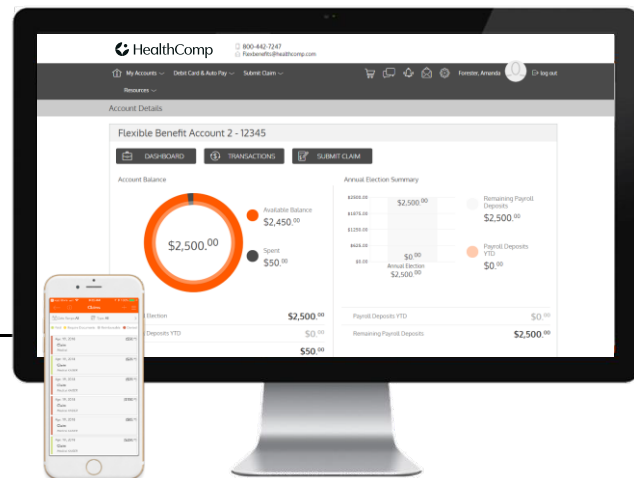 HealthComp
800-442-7247
Flexbenefits@healthcomp.com
My Accounts Debit Card & Auto Pay Submit Claim Forrester, Amanda log out
Resources
Account Details
Flexible Benefit Account 2 - 12345
DASHBOARD TRANSACTIONS SUBMIT CLAIM
Account Balance
$2,500.00
Available Balance
$2,450.00
Spent
$50.00
Election $2,500.00
Deposits YTD $0.00
$50.00
Annual Election Summary
$2500.00
$1875.00
$1250.00
$625.00
$0.00
$2,500.00
$0.00
Annual Election
$2,500.00
Remaining Payroll
Deposits
$2,500.00
Payroll Deposits
YTD
$0.00
Payroll Deposits YTD $0.00
Remaining Payroll Deposits $2,500.00
Claims